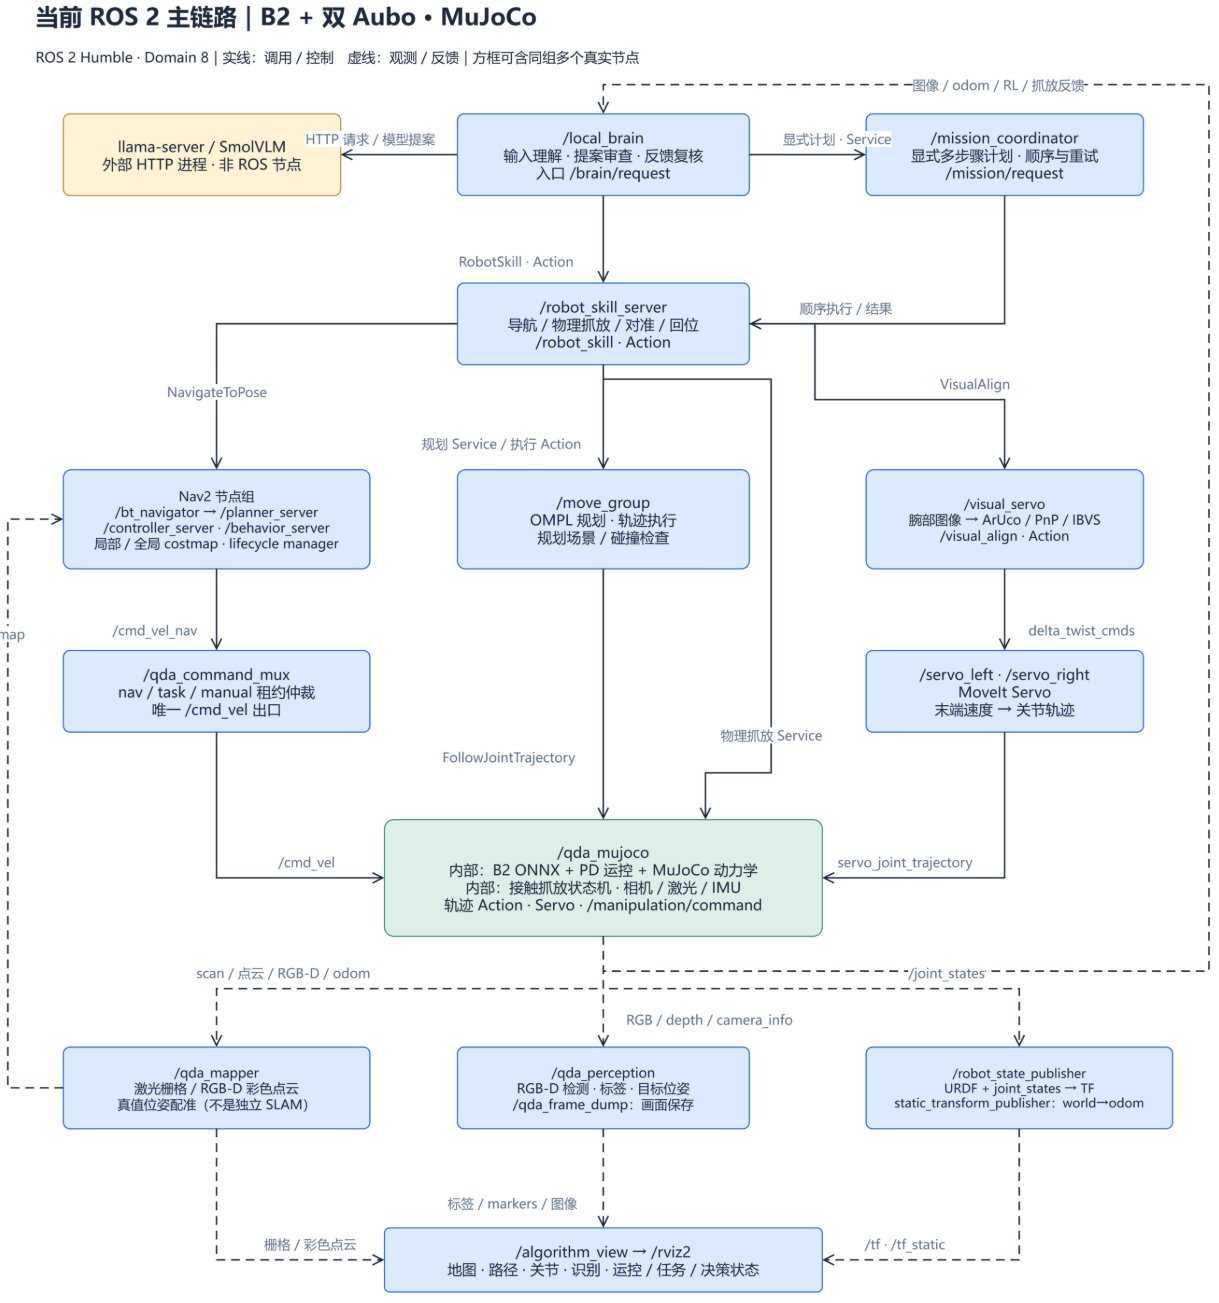 当前 ROS 2 主链路｜B2 + 双 Aubo • MuJoCo
ROS 2 Humble · Domain 8｜实线：调用 / 控制 虚线：观测 / 反馈｜方框可含同组多个真实节点
图像 / odom / RL / 抓放反馈
llama-server / SmolVLM
外部 HTTP 进程 · 非 ROS 节点
HTTP 请求 / 模型提案
/local_brain
输入理解 · 提案审查 · 反馈复核
入口 /brain/request
显式计划 · Service
/mission_coordinator
显式多步骤计划 · 顺序与重试
/mission/request
RobotSkill · Action
/robot_skill_server
导航 / 物理抓放 / 对准 / 回位
/robot_skill · Action
顺序执行 / 结果
NavigateToPose
VisualAlign
规划 Service / 执行 Action
Nav2 节点组
/bt_navigator → /planner_server
/controller_server · /behavior_server
局部 / 全局 costmap · lifecycle manager
/move_group
OMPL 规划 · 轨迹执行
规划场景 / 碰撞检查
/visual_servo
腕部图像 → ArUco / PnP / IBVS
/visual_align · Action
map
/cmd_vel_nav
delta_twist_cmds
/qda_command_mux
nav / task / manual 租约仲裁
唯一 /cmd_vel 出口
/servo_left · /servo_right
MoveIt Servo
末端速度 → 关节轨迹
物理抓放 Service
FollowJointTrajectory
/cmd_vel
/qda_mujoco
内部：B2 ONNX + PD 运控 + MuJoCo 动力学
内部：接触抓放状态机 · 相机 / 激光 / IMU
轨迹 Action · Servo · /manipulation/command
servo_joint_trajectory
scan / 点云 / RGB-D / odom
/joint_states
RGB / depth / camera_info
/qda_mapper
激光栅格 / RGB-D 彩色点云
真值位姿配准（不是独立 SLAM）
/qda_perception
RGB-D 检测 · 标签 · 目标位姿
/qda_frame_dump：画面保存
/robot_state_publisher
URDF + joint_states → TF
static_transform_publisher：world→odom
标签 / markers / 图像
栅格 / 彩色点云
/tf · /tf_static
/algorithm_view → /rviz2
地图 · 路径 · 关节 · 识别 · 运控 / 任务 / 决策状态